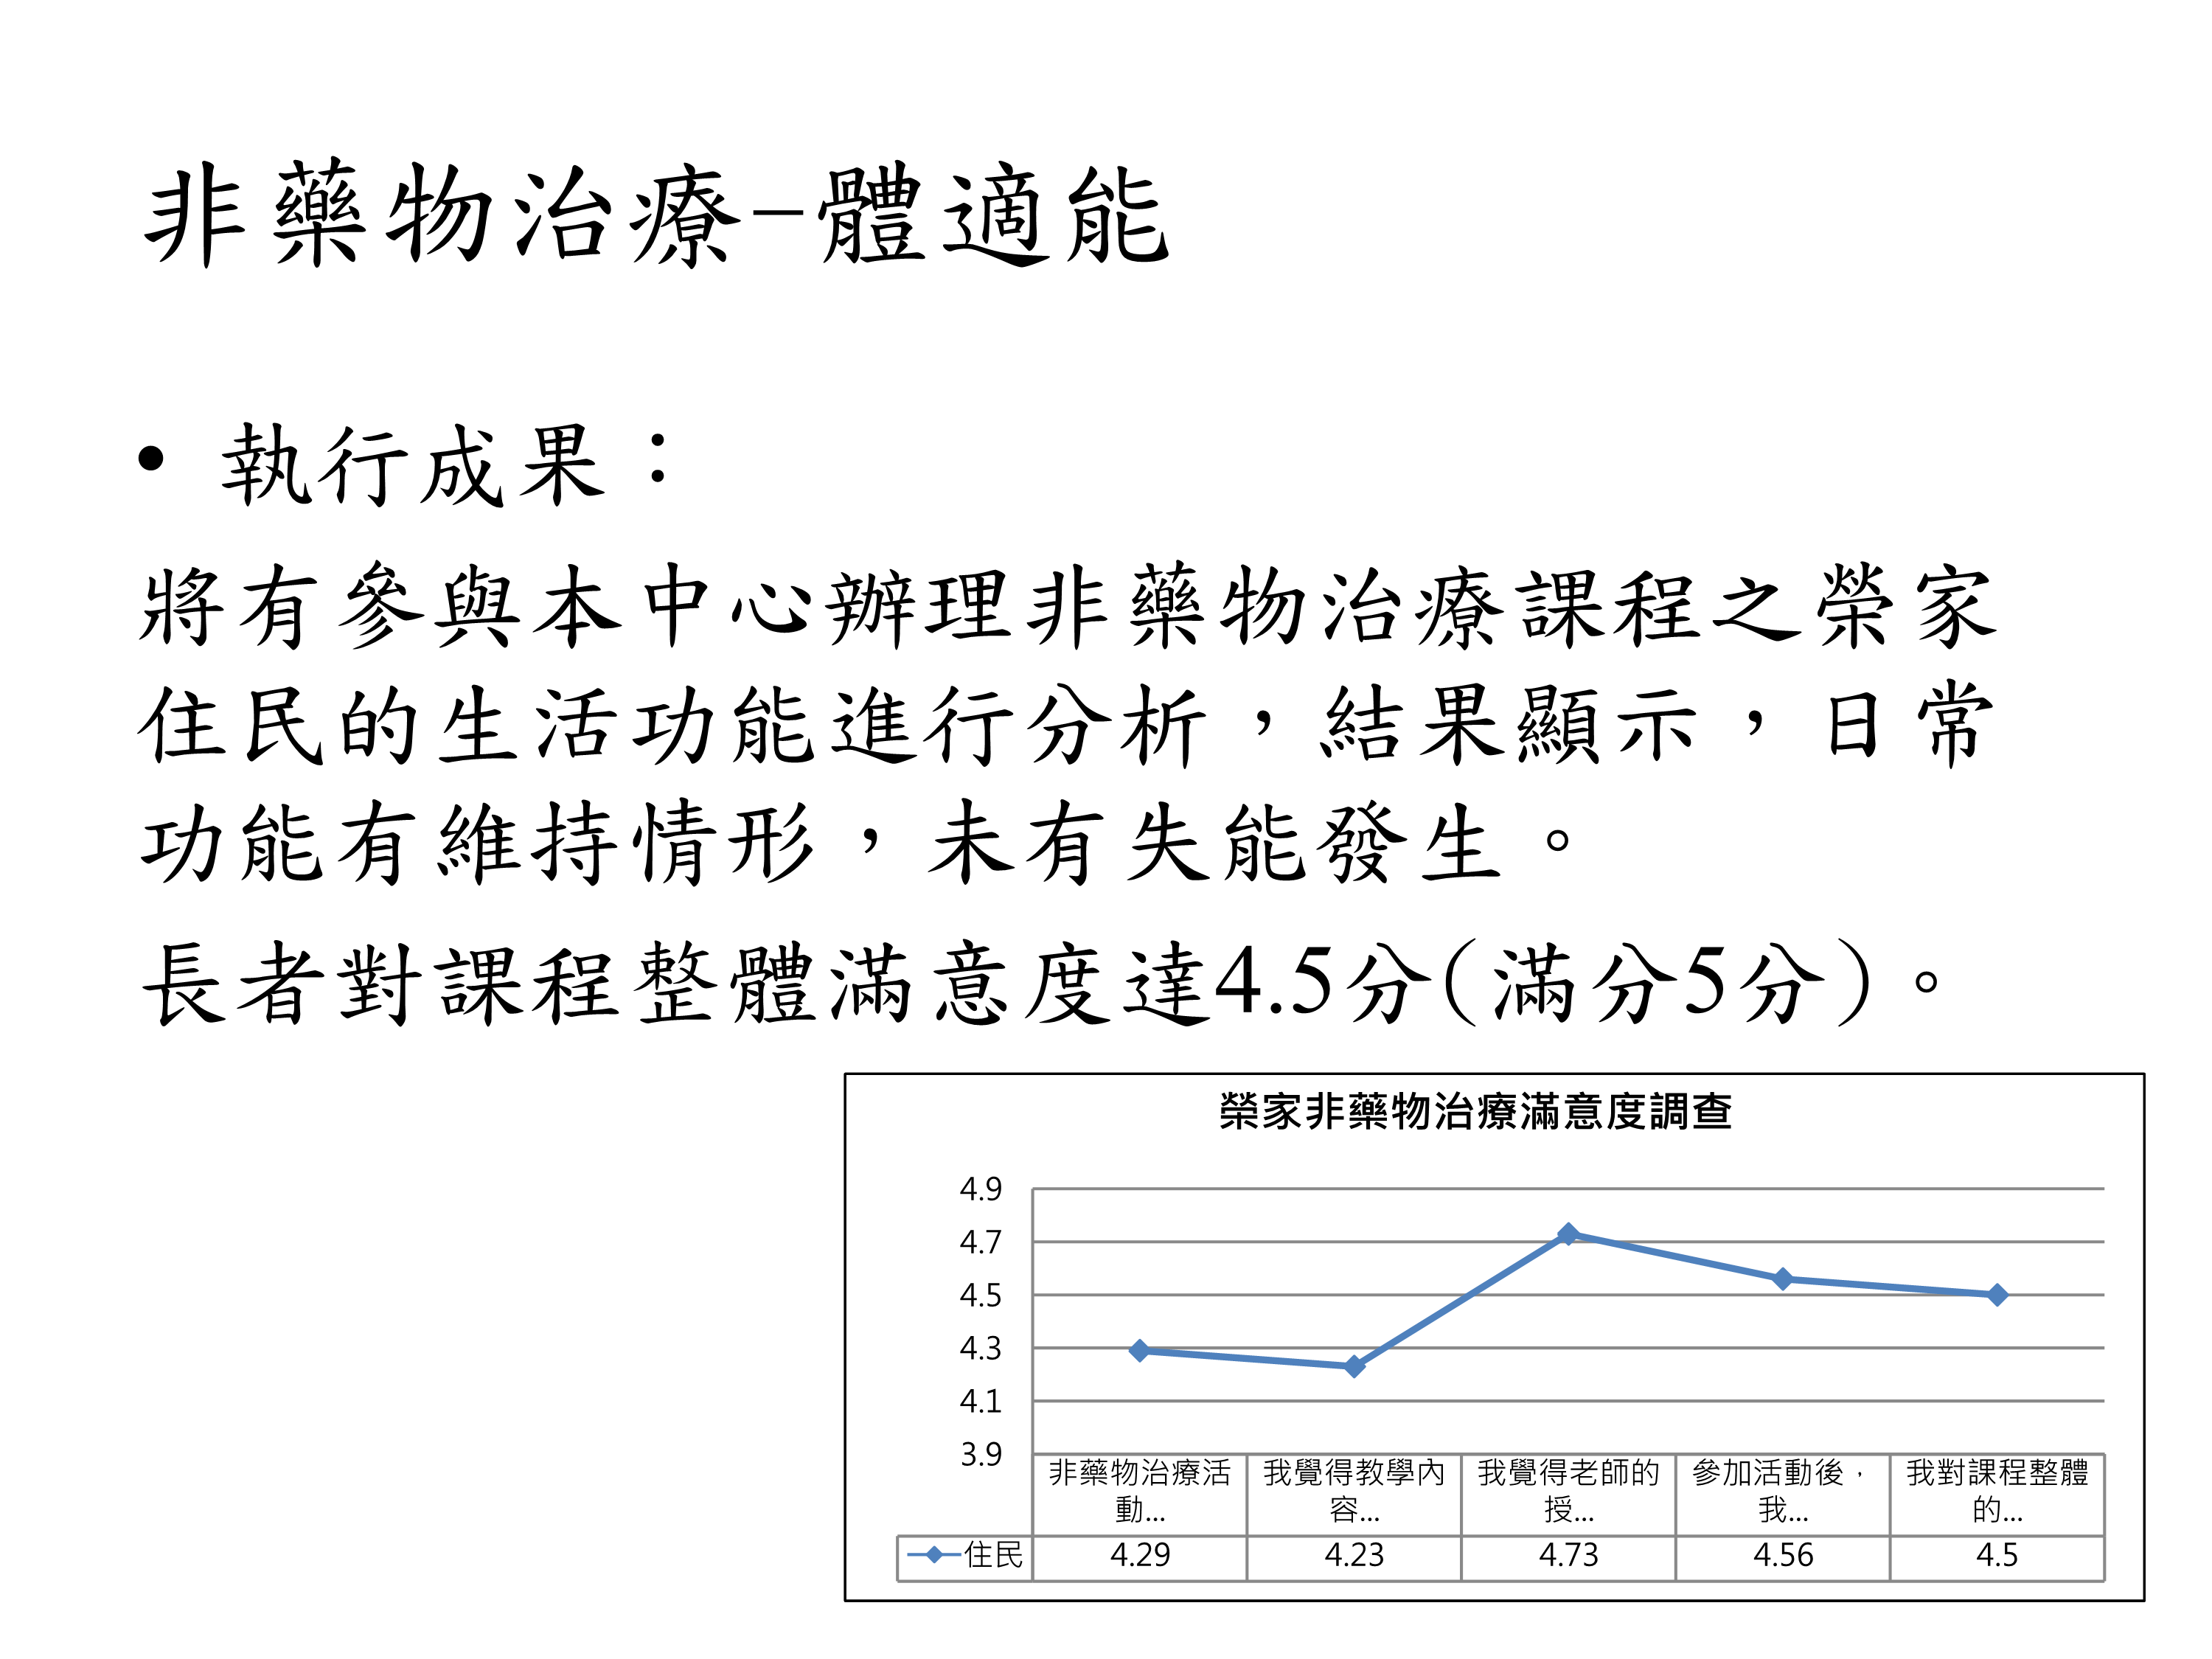 非藥物治療-體適能
• 執行成果：
將有參與本中心辦理非藥物治療課程之榮家
住民的生活功能進行分析，結果顯示，日常
功能有維持情形，未有失能發生。
長者對課程整體滿意度達4.5分(滿分5分)。
榮家非藥物治療滿意度調查
4.9
4.7
4.5
4.3
4.1
3.9
非藥物治療活
動...
我覺得教學內
容...
我覺得老師的
授...
參加活動後，
我...
我對課程整體
的...
住民 4.29 4.23 4.73 4.56 4.5